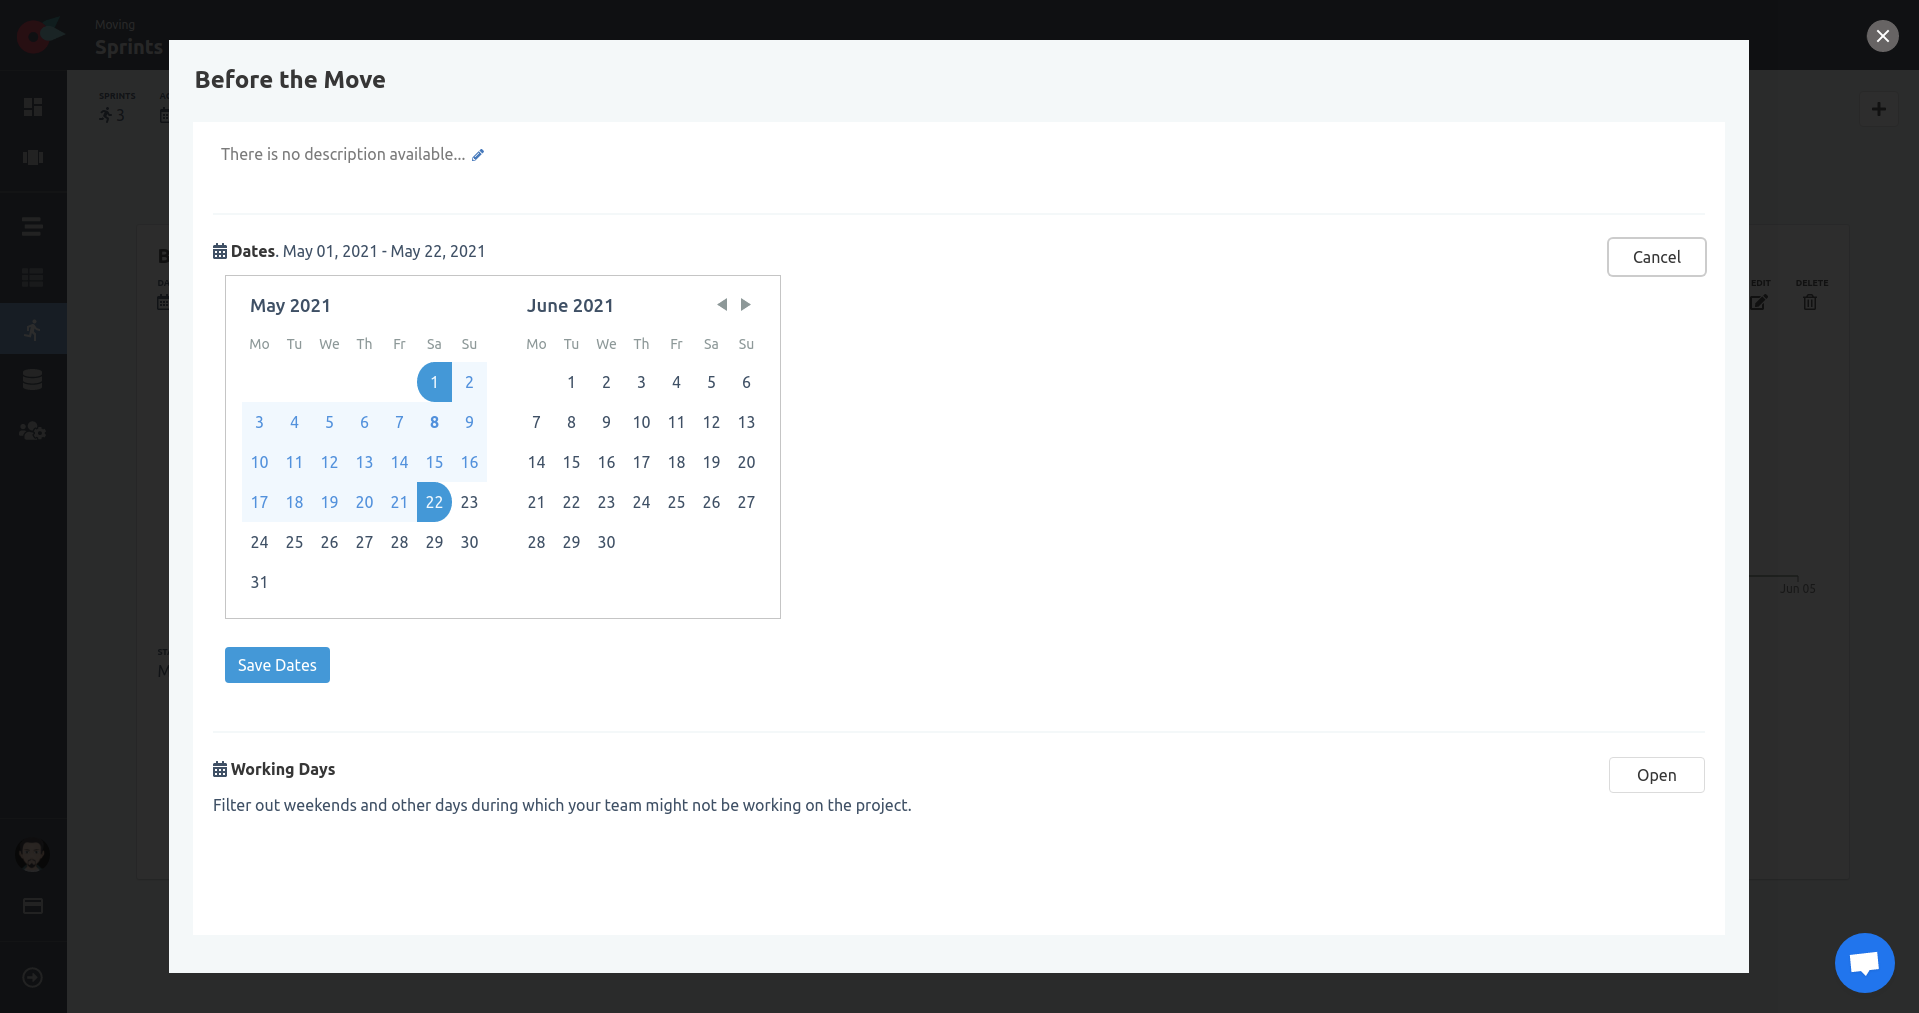 Moving
Sprints
SPRINTS
3
Before the Move
There is no description available...
Dates. May 01, 2021 - May 22, 2021
Cancel
May 2021
June 2021
Mo Tu We Th Fr Sa Su
Mo Tu We Th Fr Sa Su
1 2
1 2 3 4 5 6
3 4 5 6 7 8 9
7 8 9 10 11 12 13
10 11 12 13 14 15 16
14 15 16 17 18 19 20
17 18 19 20 21 22 23
21 22 23 24 25 26 27
24 25 26 27 28 29 30
28 29 30
31
Save Dates
Working Days
Open
Filter out weekends and other days during which your team might not be working on the project.
EDIT
DELETE
Jun 05